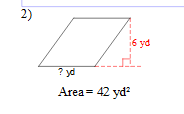 2)
6 yd
? yd
Area = 42 yd²